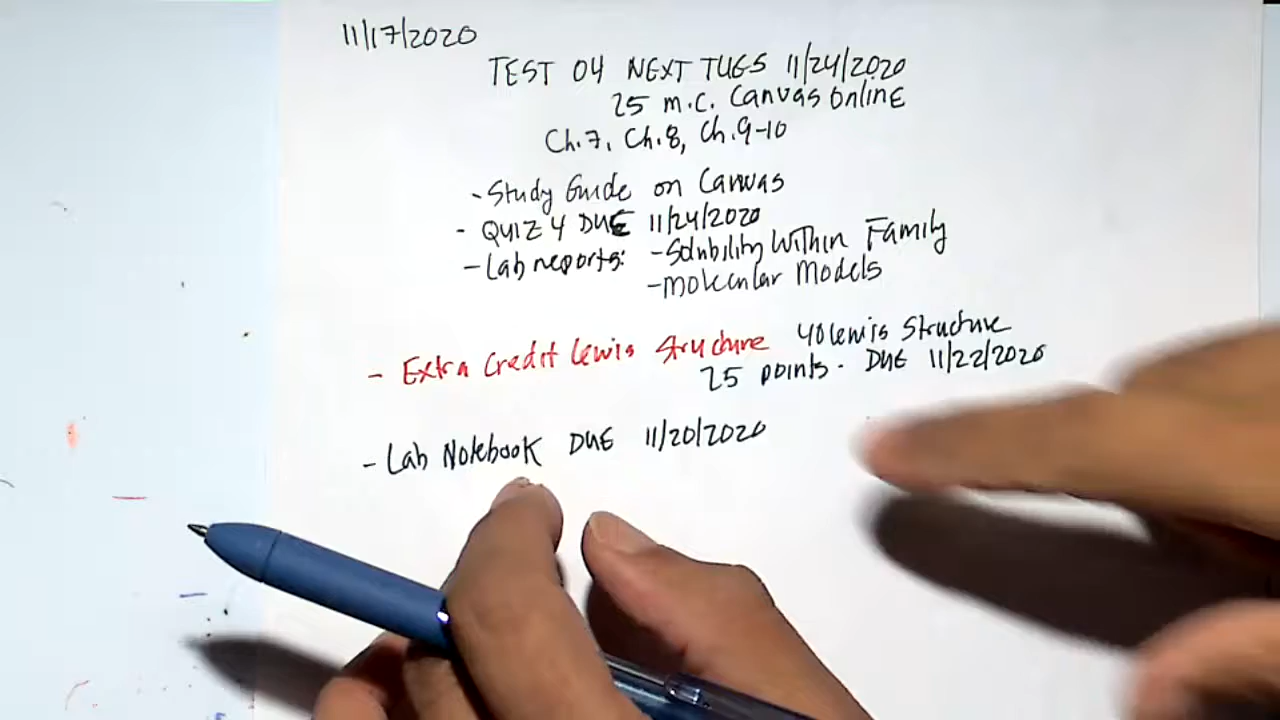 11/17/2020
TEST 04 NEXT TUES 11/24/2020
25 m.c. Canvas Online
Ch.7, Ch.8, Ch.9-10
- Study Guide on Canvas
- QUIZ 4 DUE 11/24/2020
- Lab reports: - Solubility Within Family
- Molecular Models
- Extra Credit Lewis Structure 40 lewis Structure
25 points. DUE 11/22/2020
- Lab Notebook DUE 11/20/2020